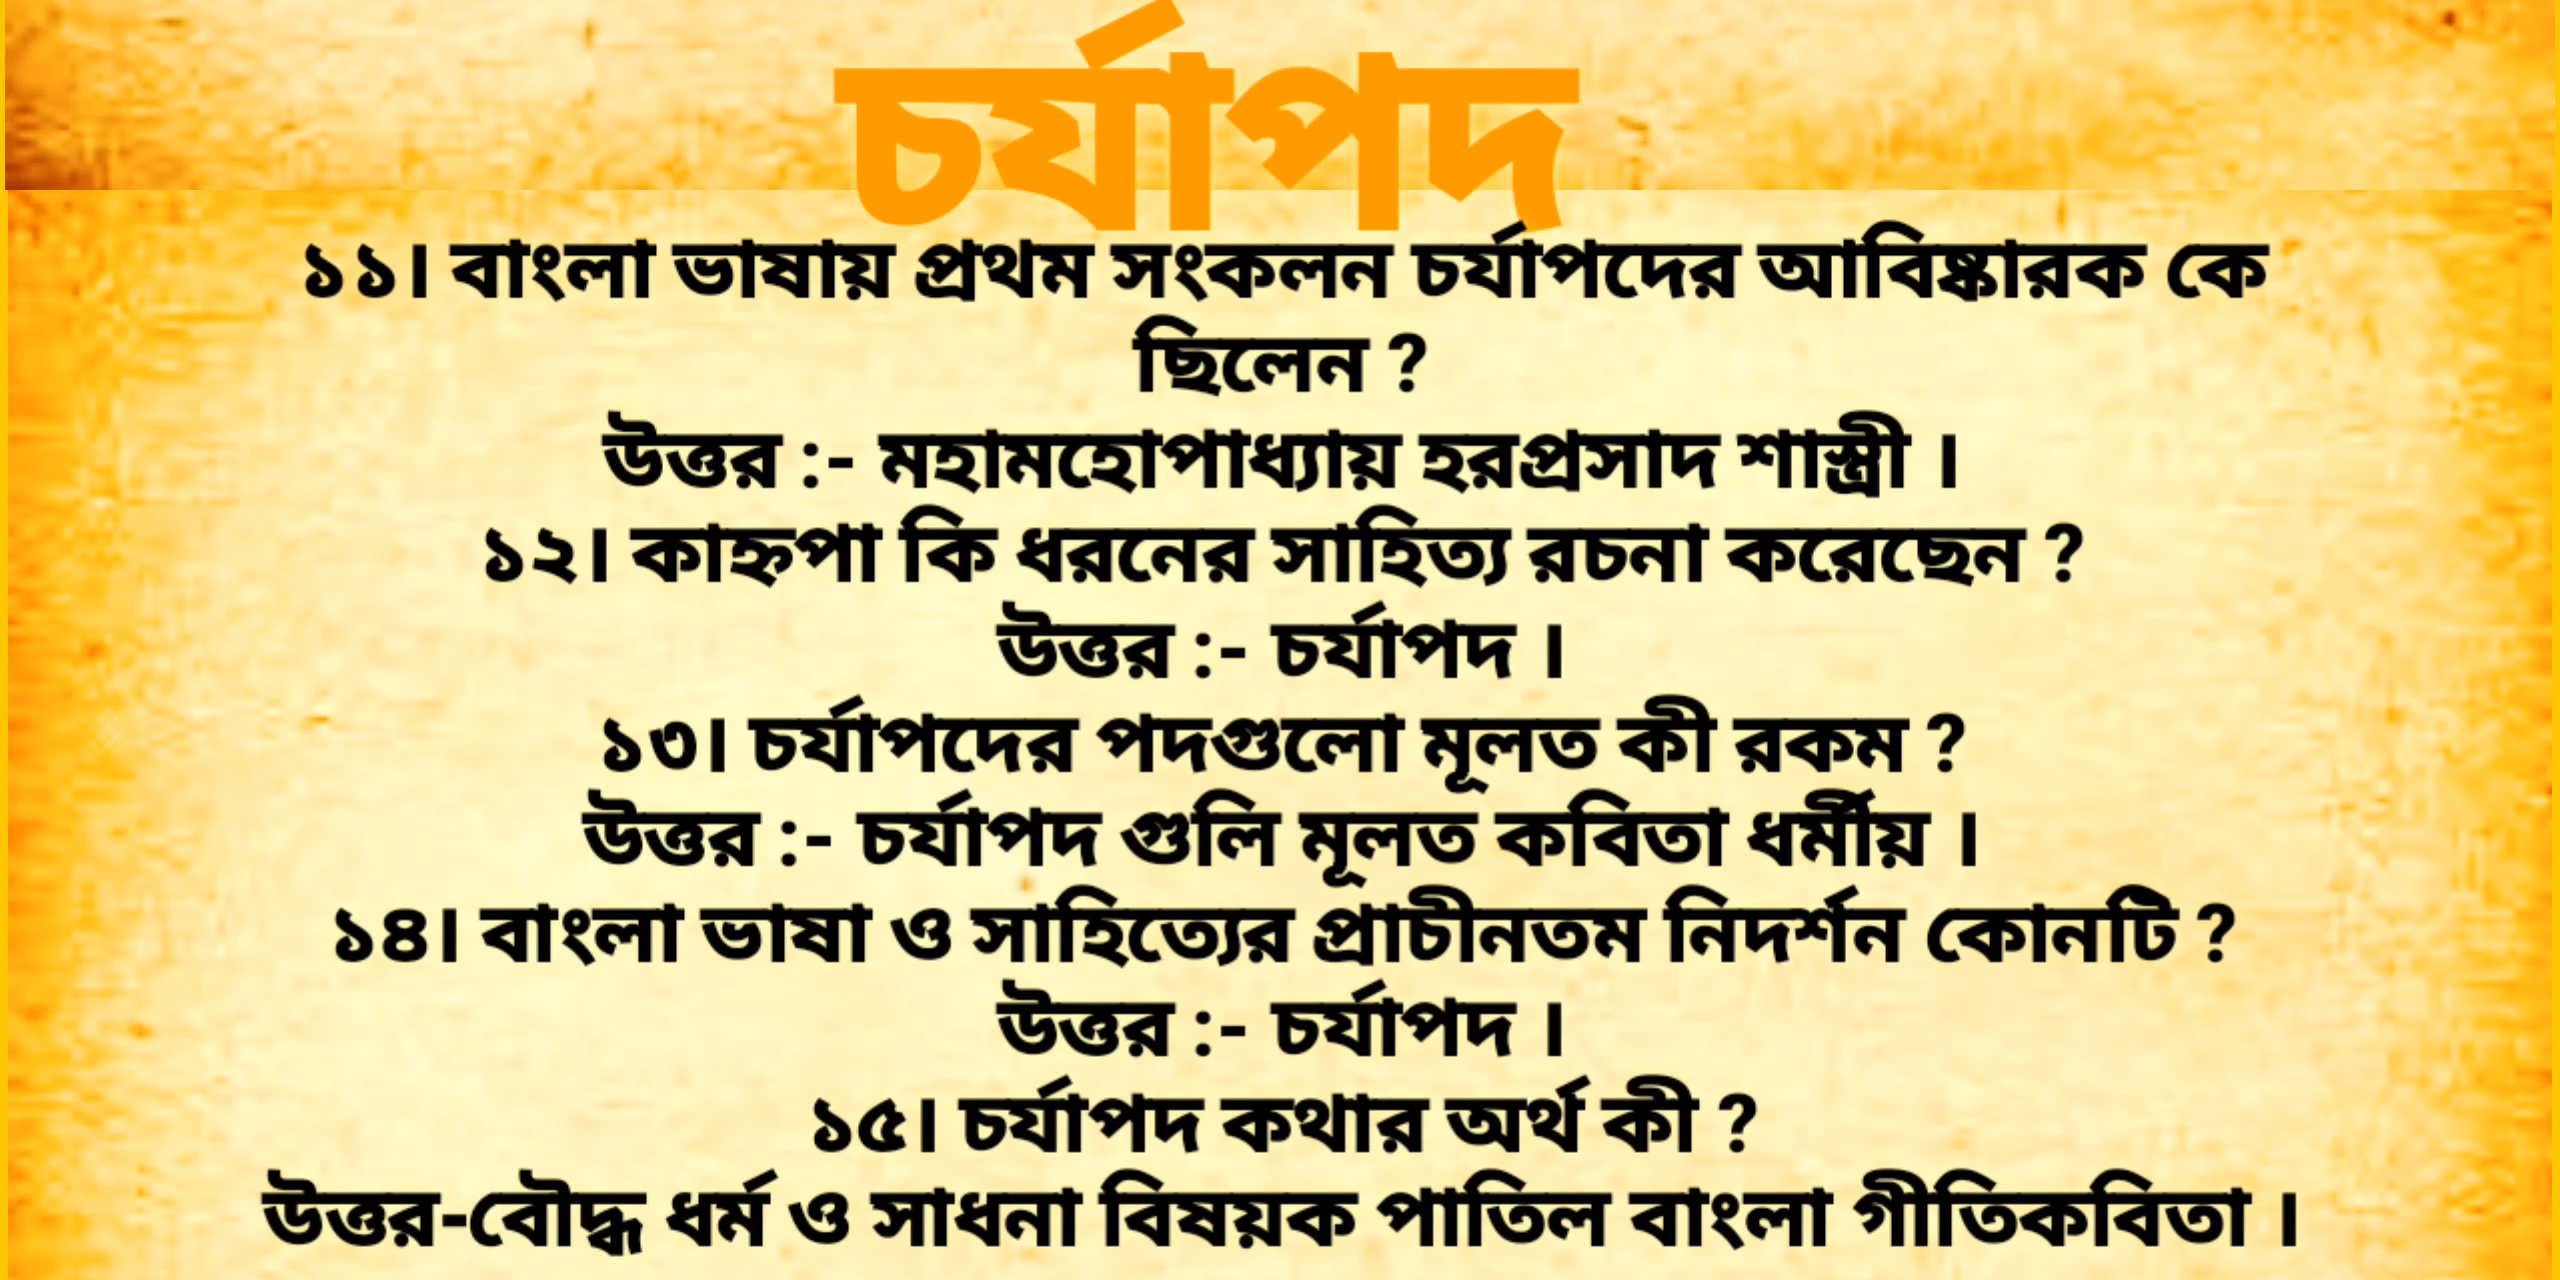 চর্যাপদ
১১। বাংলা ভাষায় প্রথম সংকলন চর্যাপদের আবিষ্কারক কে
ছিলেন ?
উত্তর :- মহামহোপাধ্যায় হরপ্রসাদ শাস্ত্রী ।
১২। কাহ্নপা কি ধরনের সাহিত্য রচনা করেছেন ?
উত্তর :- চর্যাপদ ।
১৩। চর্যাপদের পদগুলো মূলত কী রকম ?
উত্তর :- চর্যাপদ গুলি মূলত কবিতা ধর্মীয় ।
১৪। বাংলা ভাষা ও সাহিত্যের প্রাচীনতম নিদর্শন কোনটি ?
উত্তর :- চর্যাপদ ।
১৫। চর্যাপদ কথার অর্থ কী ?
উত্তর-বৌদ্ধ ধর্ম ও সাধনা বিষয়ক পাতিল বাংলা গীতিকবিতা ।